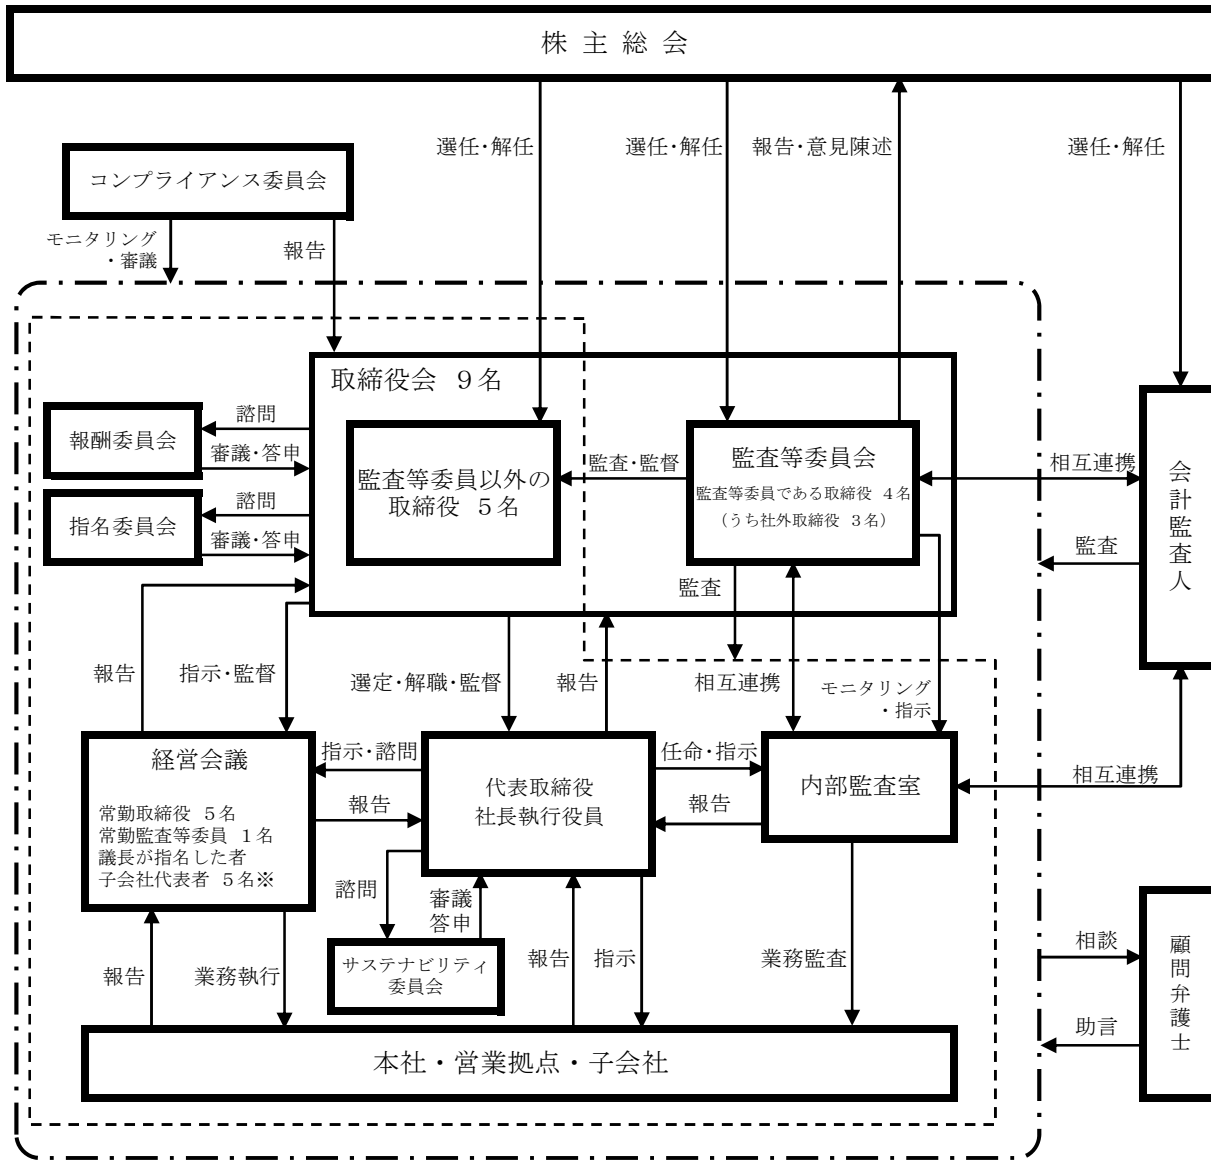 株 主 総 会
選任・解任
選任・解任
報告・意見陳述
選任・解任
コンプライアンス委員会
モニタリング
・審議
報告
取締役会 9名
報酬委員会
諮問
審議・答申
指名委員会
諮問
審議・答申
監査等委員以外の
取締役 5名
監査・監督
監査等委員会
監査等委員である取締役 4名
（うち社外取締役 3名）
相互連携
会計監査人
監査
監査
報告
指示・監督
選定・解職・監督
報告
相互連携
モニタリング
・指示
経営会議
常勤取締役 5名
常勤監査等委員 1名
議長が指名した者
子会社代表者 5名※
指示・諮問
報告
代表取締役
社長執行役員
任命・指示
報告
内部監査室
相互連携
諮問
審議
答申
サステナビリティ
委員会
報告
業務執行
報告
指示
業務監査
相談
助言
顧問弁護士
本社・営業拠点・子会社